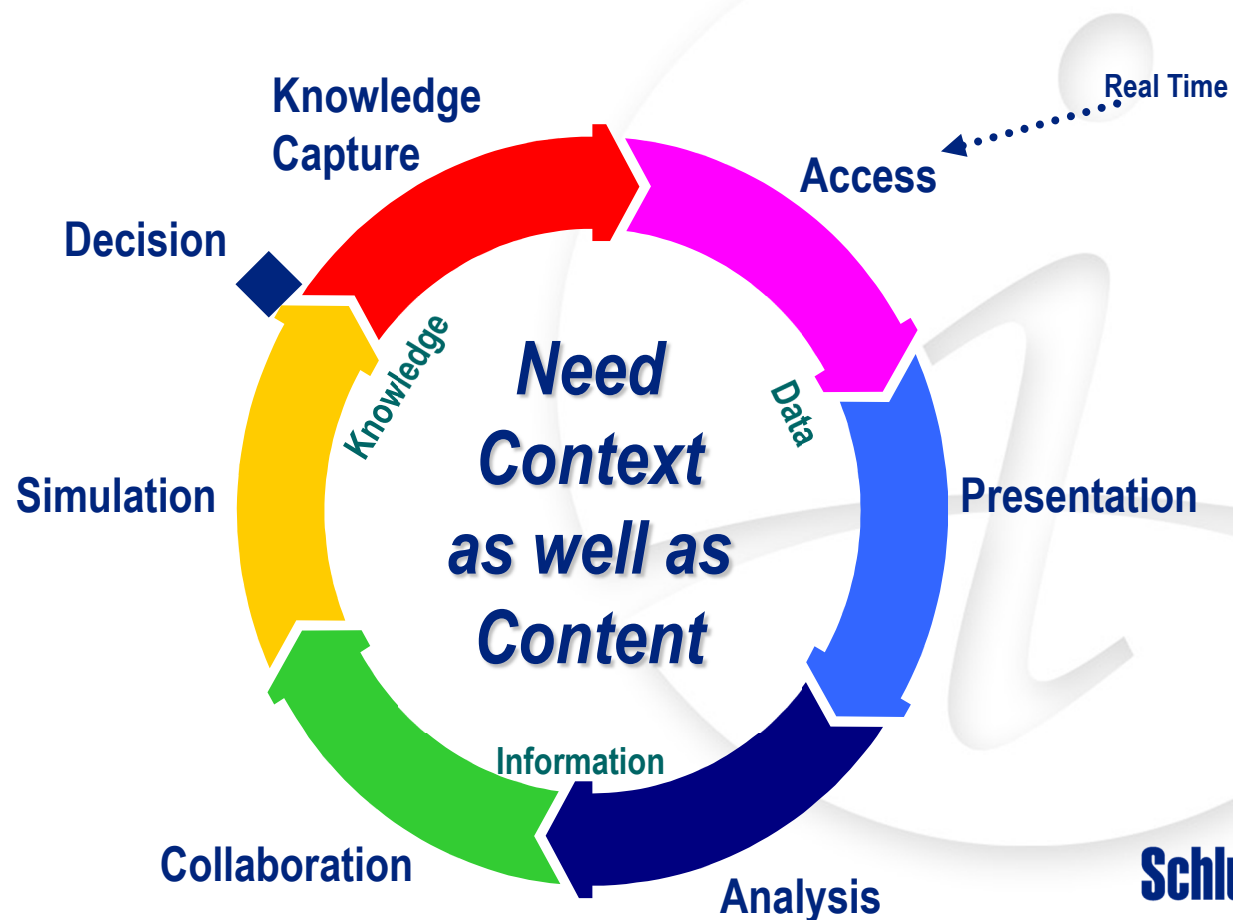 Knowledge
Capture
Real Time
Access
Decision
Knowledge
Need
Context
as well as
Content
Data
Simulation
Presentation
Information
Collaboration
Analysis
Schlu